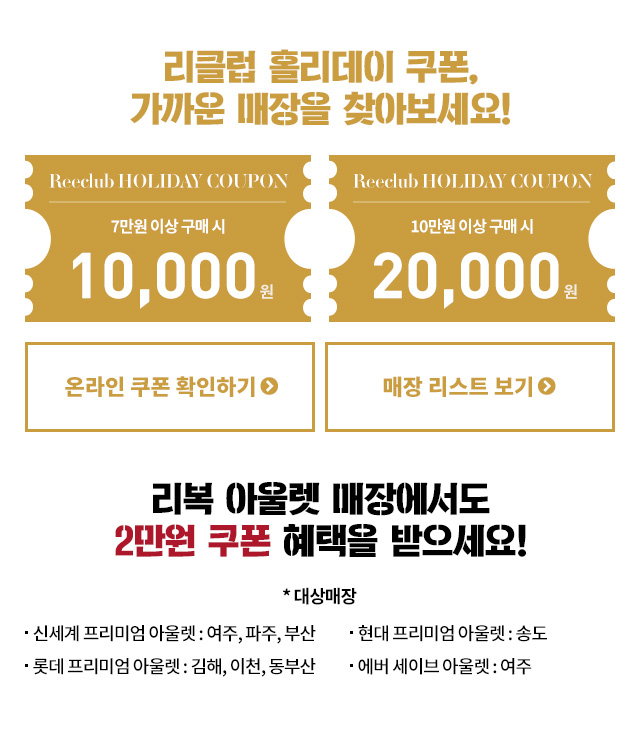 리클럽 홀리데이 쿠폰,
가까운 매장을 찾아보세요!
Reeclub HOLIDAY COUPON
7만원 이상 구매 시
10,000원
Reeclub HOLIDAY COUPON
10만원 이상 구매 시
20,000원
온라인 쿠폰 확인하기
매장 리스트 보기
리복 아울렛 매장에서도
2만원 쿠폰 혜택을 받으세요!
* 대상매장
· 신세계 프리미엄 아울렛 : 여주, 파주, 부산
· 현대 프리미엄 아울렛 : 송도
· 롯데 프리미엄 아울렛 : 김해, 이천, 동부산
· 에버 세이브 아울렛 : 여주